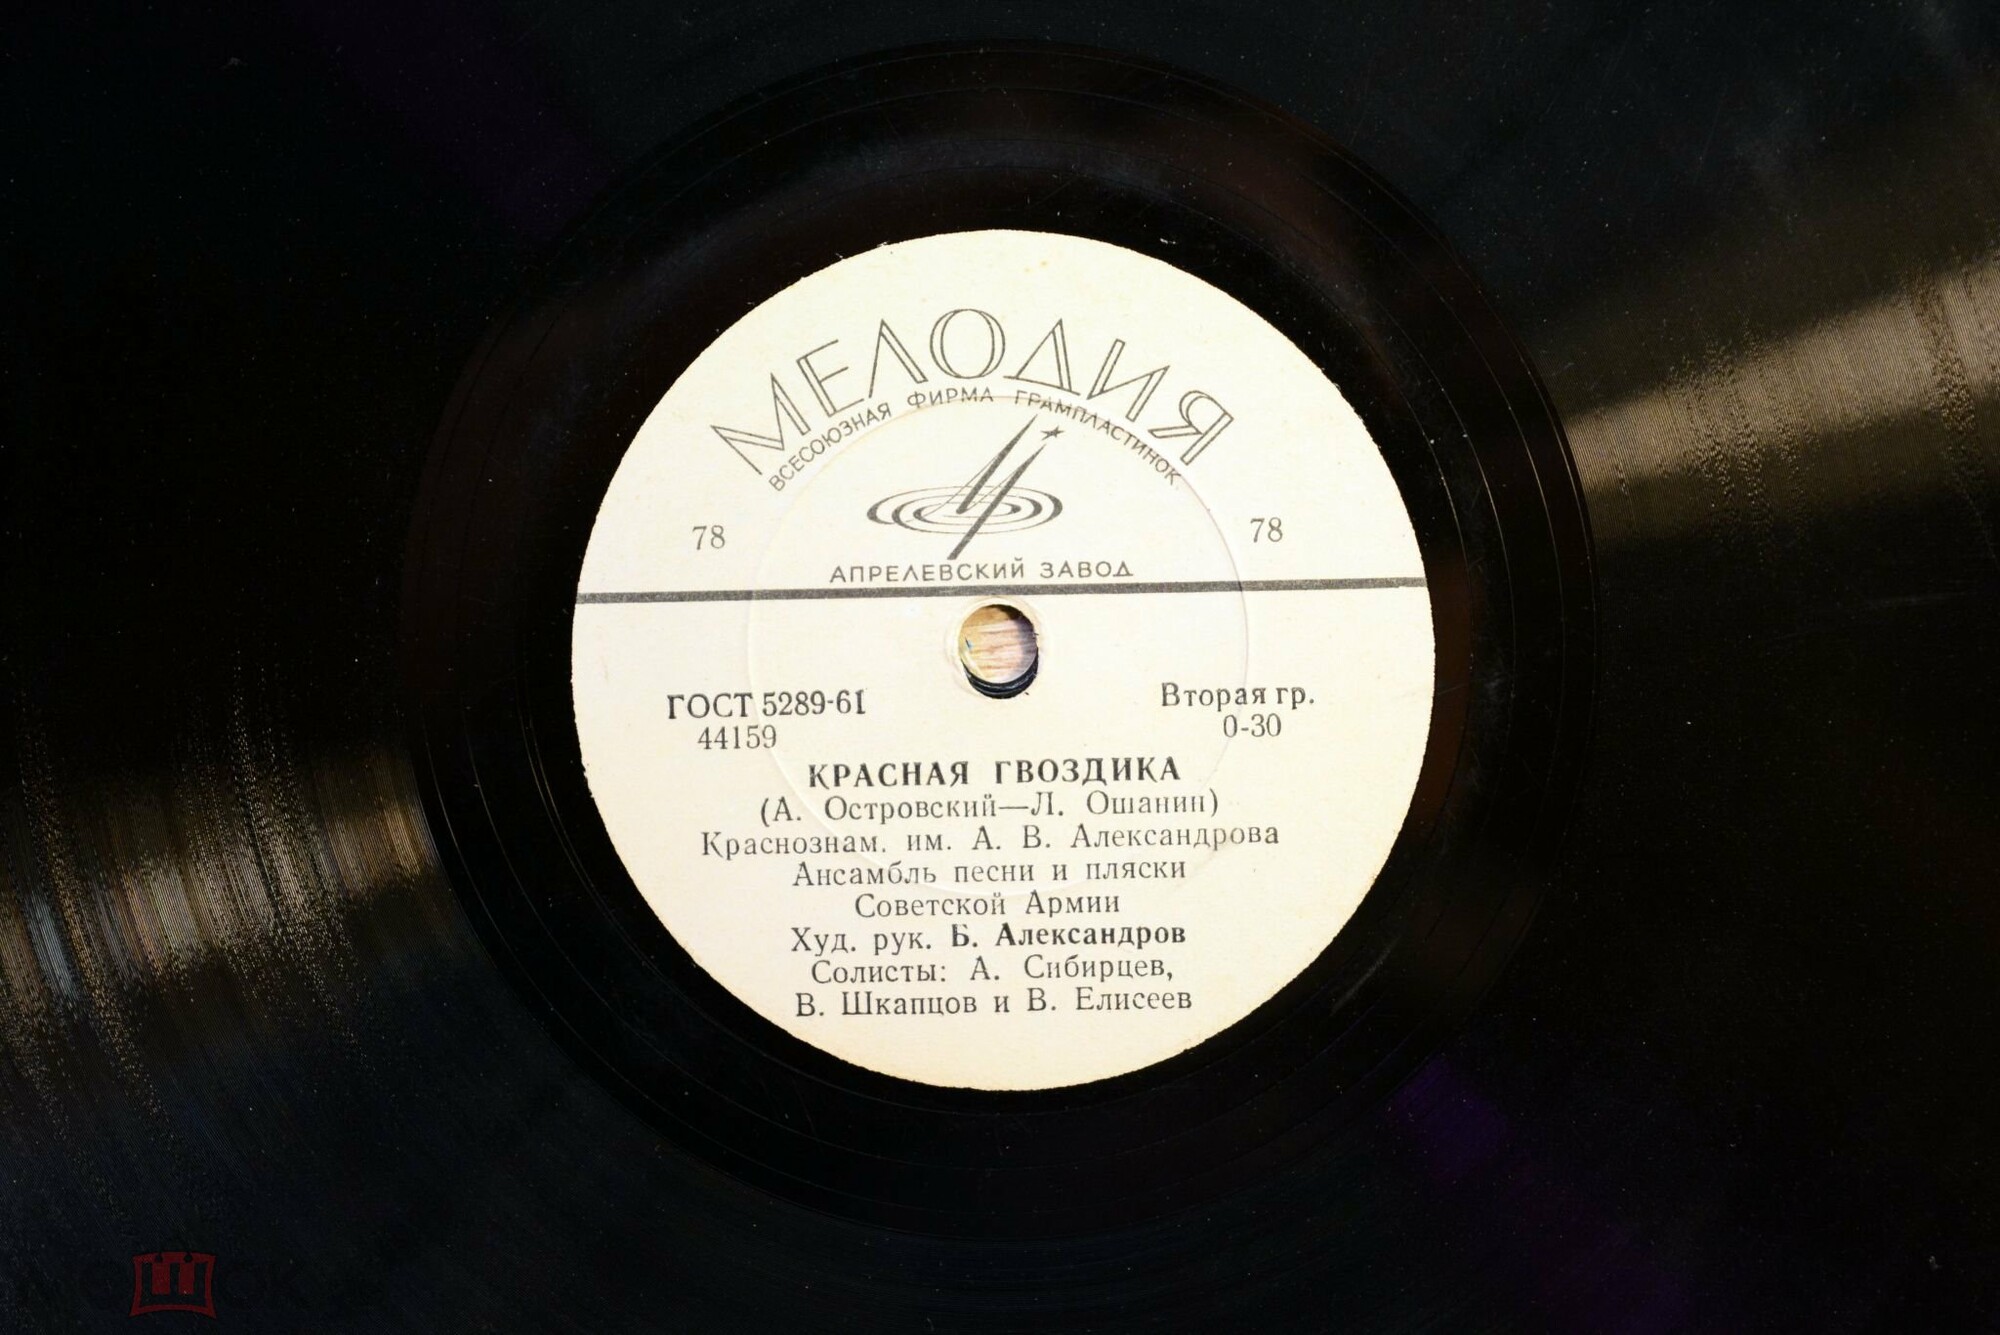 МЕЛОДИЯ
ВСЕСОЮЗНАЯ ФИРМА ГРАМПЛАСТИНОК
78 78
АПРЕЛЕВСКИЙ ЗАВОД
ГОСТ 5289-61 Вторая гр.
44159 0-30
КРАСНАЯ ГВОЗДИКА
(А. Островский—Л. Ошанин)
Краснознам. им. А. В. Александрова
Ансамбль песни и пляски
Советской Армии
Худ. рук. Б. Александров
Солисты: А. Сибирцев,
В. Шкапцов и В. Елисеев